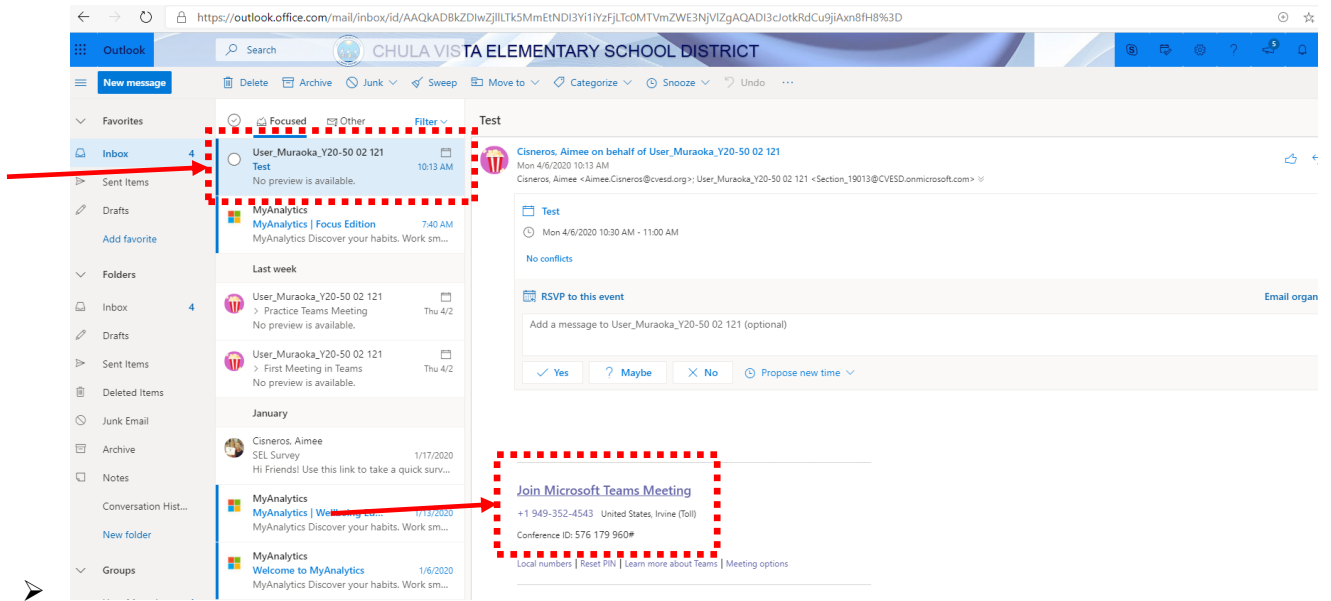 https://outlook.office.com/mail/inbox/id/AAQkADBkZDIwZjllLTk5MmEtNDI3Yi1iYzFjLTc0MTVmZWE3NjVlZgAQADI3cJotkRdCu9jiAxn8fH8%3D
Outlook
Search
CHULA VISTA ELEMENTARY SCHOOL DISTRICT
5
New message
Delete Archive Junk Sweep Move to Categorize Snooze Undo ...
Favorites
Inbox 4
Sent Items
Drafts
Add favorite
Folders
Inbox 4
Drafts
Sent Items
Deleted Items
Junk Email
Archive
Notes
Conversation Hist...
New folder
Groups
Focused Other Filter
User_Muraoka_Y20-50 02 121
Test 10:13 AM
No preview is available.
MyAnalytics
MyAnalytics | Focus Edition 7:40 AM
MyAnalytics Discover your habits. Work sm...
Last week
User_Muraoka_Y20-50 02 121
> Practice Teams Meeting Thu 4/2
No preview is available.
User_Muraoka_Y20-50 02 121
> First Meeting in Teams Thu 4/2
No preview is available.
January
Cisneros, Aimee
SEL Survey 1/17/2020
Hi Friends! Use this link to take a quick surv...
MyAnalytics
MyAnalytics | Wellbeing Ed... 1/13/2020
MyAnalytics Discover your habits. Work sm...
MyAnalytics
Welcome to MyAnalytics 1/6/2020
MyAnalytics Discover your habits. Work sm...
Test
Cisneros, Aimee on behalf of User_Muraoka_Y20-50 02 121
Mon 4/6/2020 10:13 AM
Cisneros, Aimee <Aimee.Cisneros@cvesd.org>; User_Muraoka_Y20-50 02 121 <Section_19013@CVESD.onmicrosoft.com>
Test
Mon 4/6/2020 10:30 AM - 11:00 AM
No conflicts
RSVP to this event Email organ
Add a message to User_Muraoka_Y20-50 02 121 (optional)
Yes ? Maybe No Propose new time
Join Microsoft Teams Meeting
+1 949-352-4543 United States, Irvine (Toll)
Conference ID: 576 179 960#
Local numbers | Reset PIN | Learn more about Teams | Meeting options